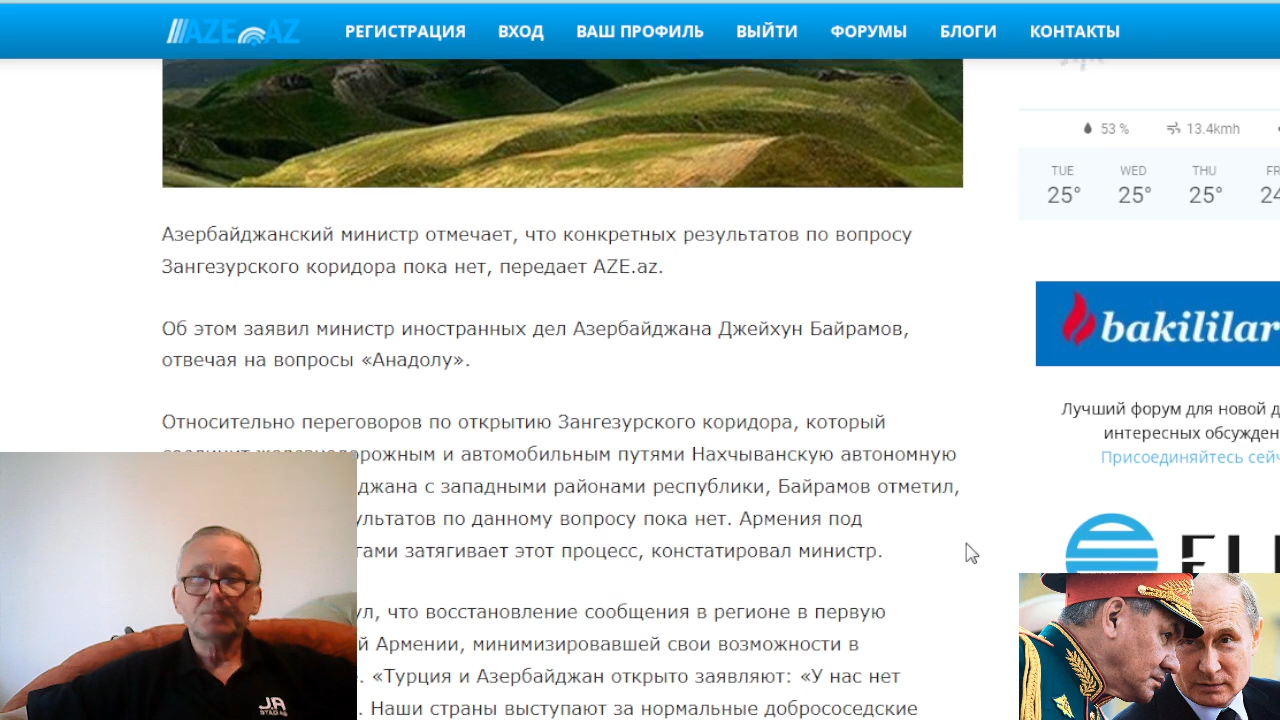 AZE.AZ РЕГИСТРАЦИЯ ВХОД ВАШ ПРОФИЛЬ ВЫЙТИ ФОРУМЫ БЛОГИ КОНТАКТЫ
53 % 13.4kmh
TUE WED THU FR
25° 25° 25° 24
Азербайджанский министр отмечает, что конкретных результатов по вопросу
Зангезурского коридора пока нет, передает AZE.az.
Об этом заявил министр иностранных дел Азербайджана Джейхун Байрамов,
отвечая на вопросы «Анадолу».
Относительно переговоров по открытию Зангезурского коридора, который
соединит железнодорожным и автомобильным путями Нахчыванскую автономную
джана с западными районами республики, Байрамов отметил,
ультатов по данному вопросу пока нет. Армения под
гами затягивает этот процесс, констатировал министр.
ул, что восстановление сообщения в регионе в первую
й Армении, минимизировавшей свои возможности в
. «Турция и Азербайджан открыто заявляют: «У нас нет
. Наши страны выступают за нормальные добрососедские
bakililar
Лучший форум для новой д
интересных обсужден
Присоединяйтесь сейч
JA